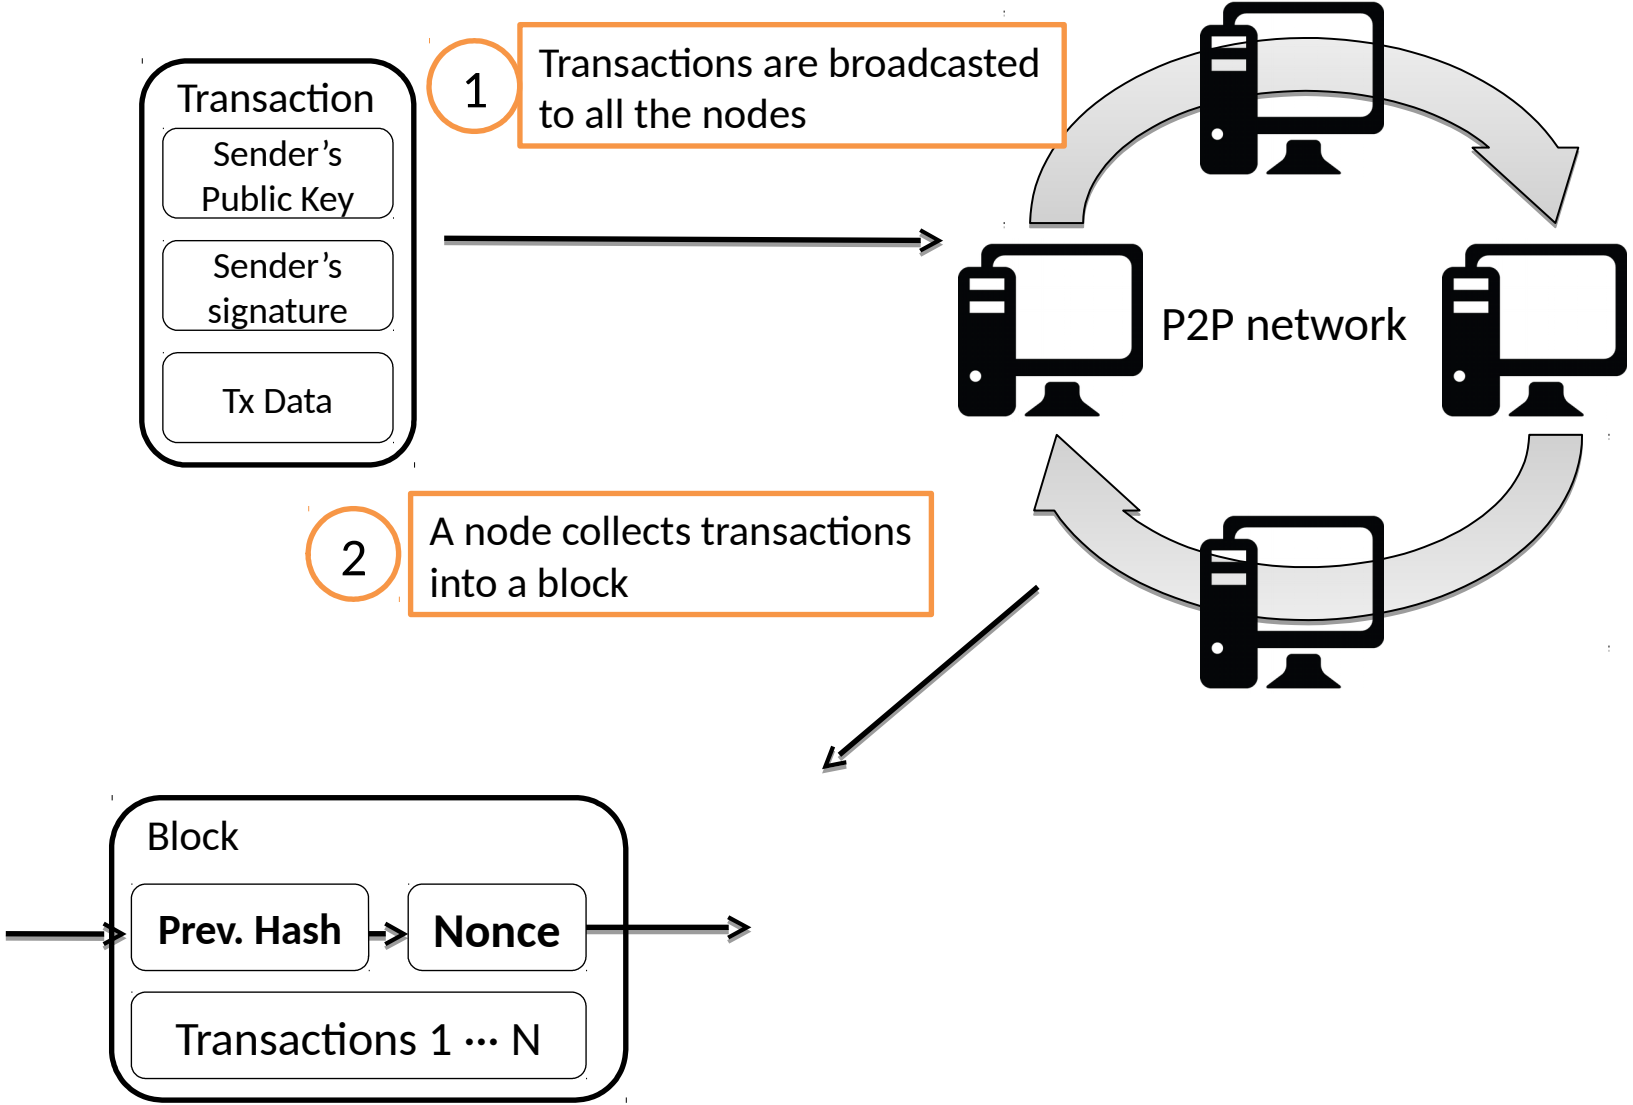 1
Transactions are broadcasted
to all the nodes
Transaction
Sender’s
Public Key
Sender’s
signature
Tx Data
P2P network
2
A node collects transactions
into a block
Block
Prev. Hash
Nonce
Transactions 1 ··· N